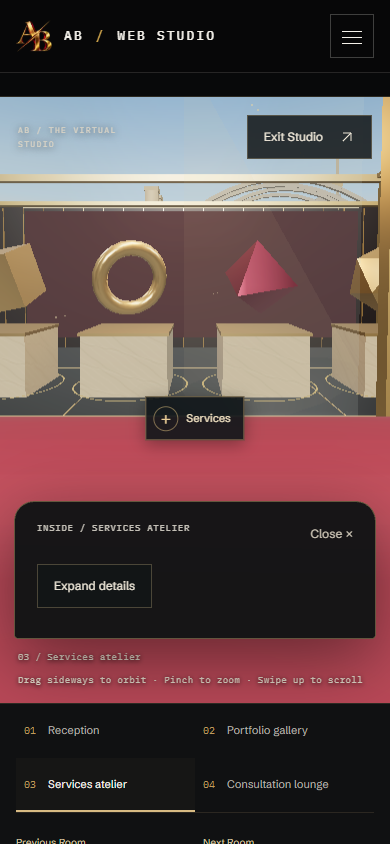 AB
AB / WEB STUDIO
AB / THE VIRTUAL
STUDIO
Exit Studio
Services
INSIDE / SERVICES ATELIER
Close ×
Expand details
03 / Services atelier
Drag sideways to orbit · Pinch to zoom · Swipe up to scroll
01 Reception
02 Portfolio gallery
03 Services atelier
04 Consultation lounge
Previous Room
Next Room